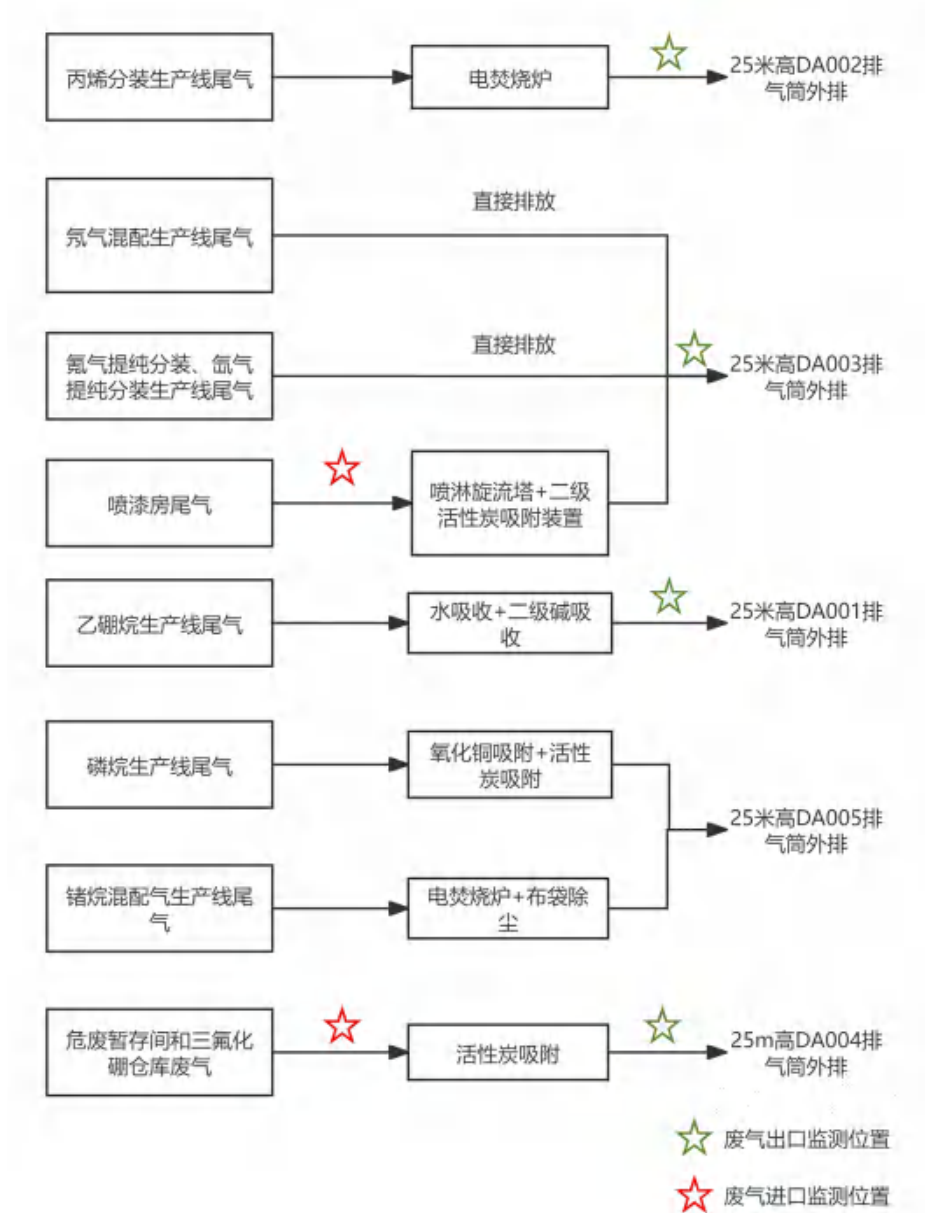 丙烯分装生产线尾气
电焚烧炉
25米高DA002排
气筒外排
氖气混配生产线尾气
直接排放
氪气提纯分装、氙气
提纯分装生产线尾气
直接排放
25米高DA003排
气筒外排
喷漆房尾气
喷淋旋流塔+二级
活性炭吸附装置
乙硼烷生产线尾气
水吸收+二级碱吸
收
25米高DA001排
气筒外排
磷烷生产线尾气
氧化铜吸附+活性
炭吸附
25米高DA005排
气筒外排
锗烷混配气生产线尾
气
电焚烧炉+布袋除
尘
危废暂存间和三氟化
硼仓库废气
活性炭吸附
25m高DA004排
气筒外排
废气出口监测位置
废气进口监测位置